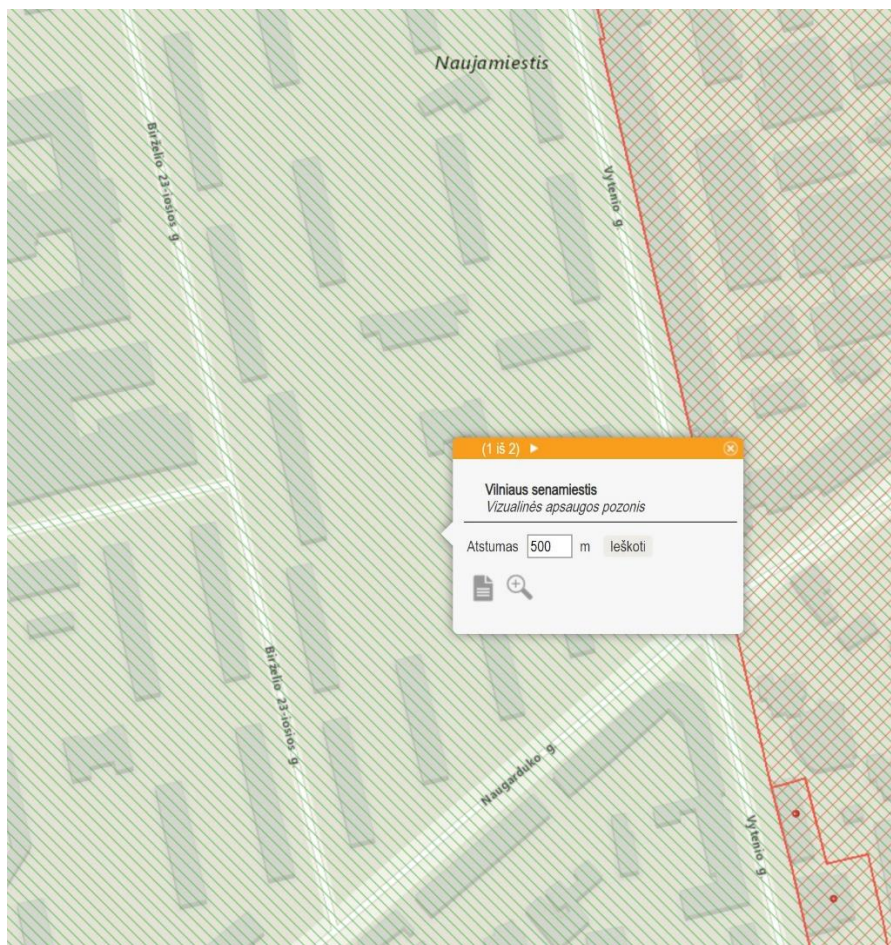 Naujamiestis
Birželio 23-iosios g.
Vytenio g.
(1 iš 2)
Vilniaus senamiestis
Vizualinės apsaugos pozonis
Atstumas 500 m Ieškoti
Birželio 23-iosios g.
Naugarduko g.
Vytenio g.